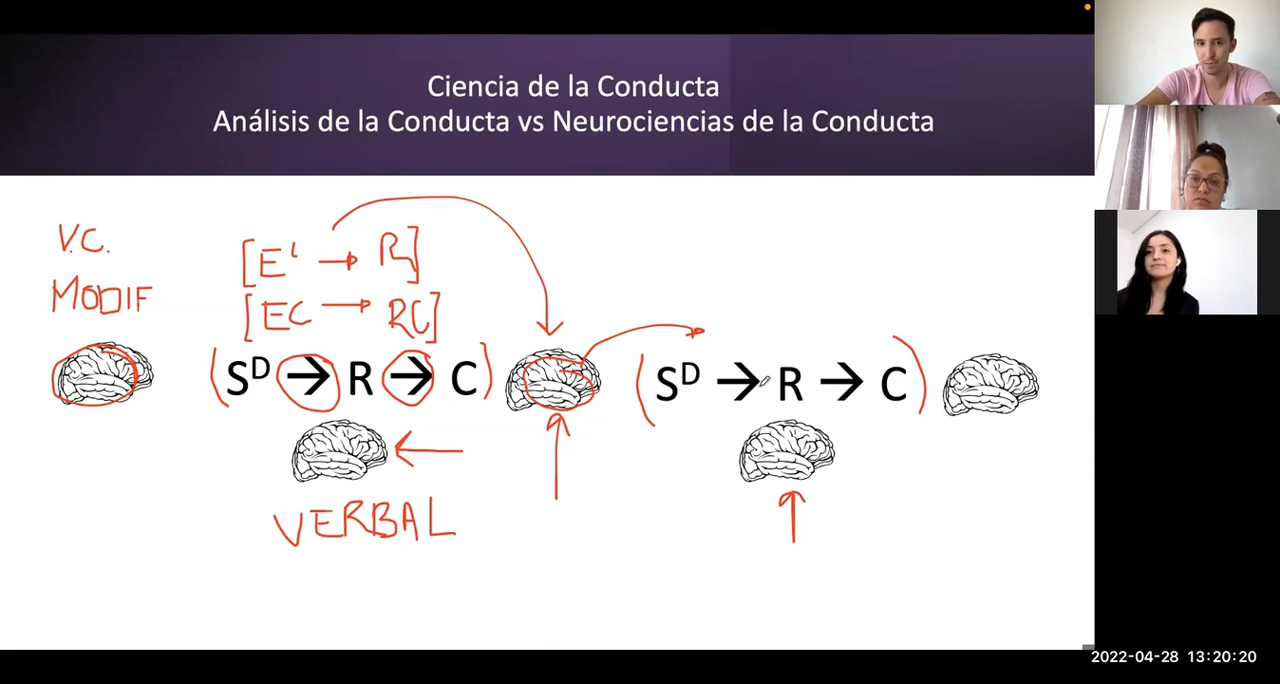 Ciencia de la Conducta
Análisis de la Conducta vs Neurociencias de la Conducta
V.C.
MODIF
[E' → R]
[EC → RC]
(S^D → R → C)
(S^D → R → C)
VERBAL
2022-04-28 13:20:20